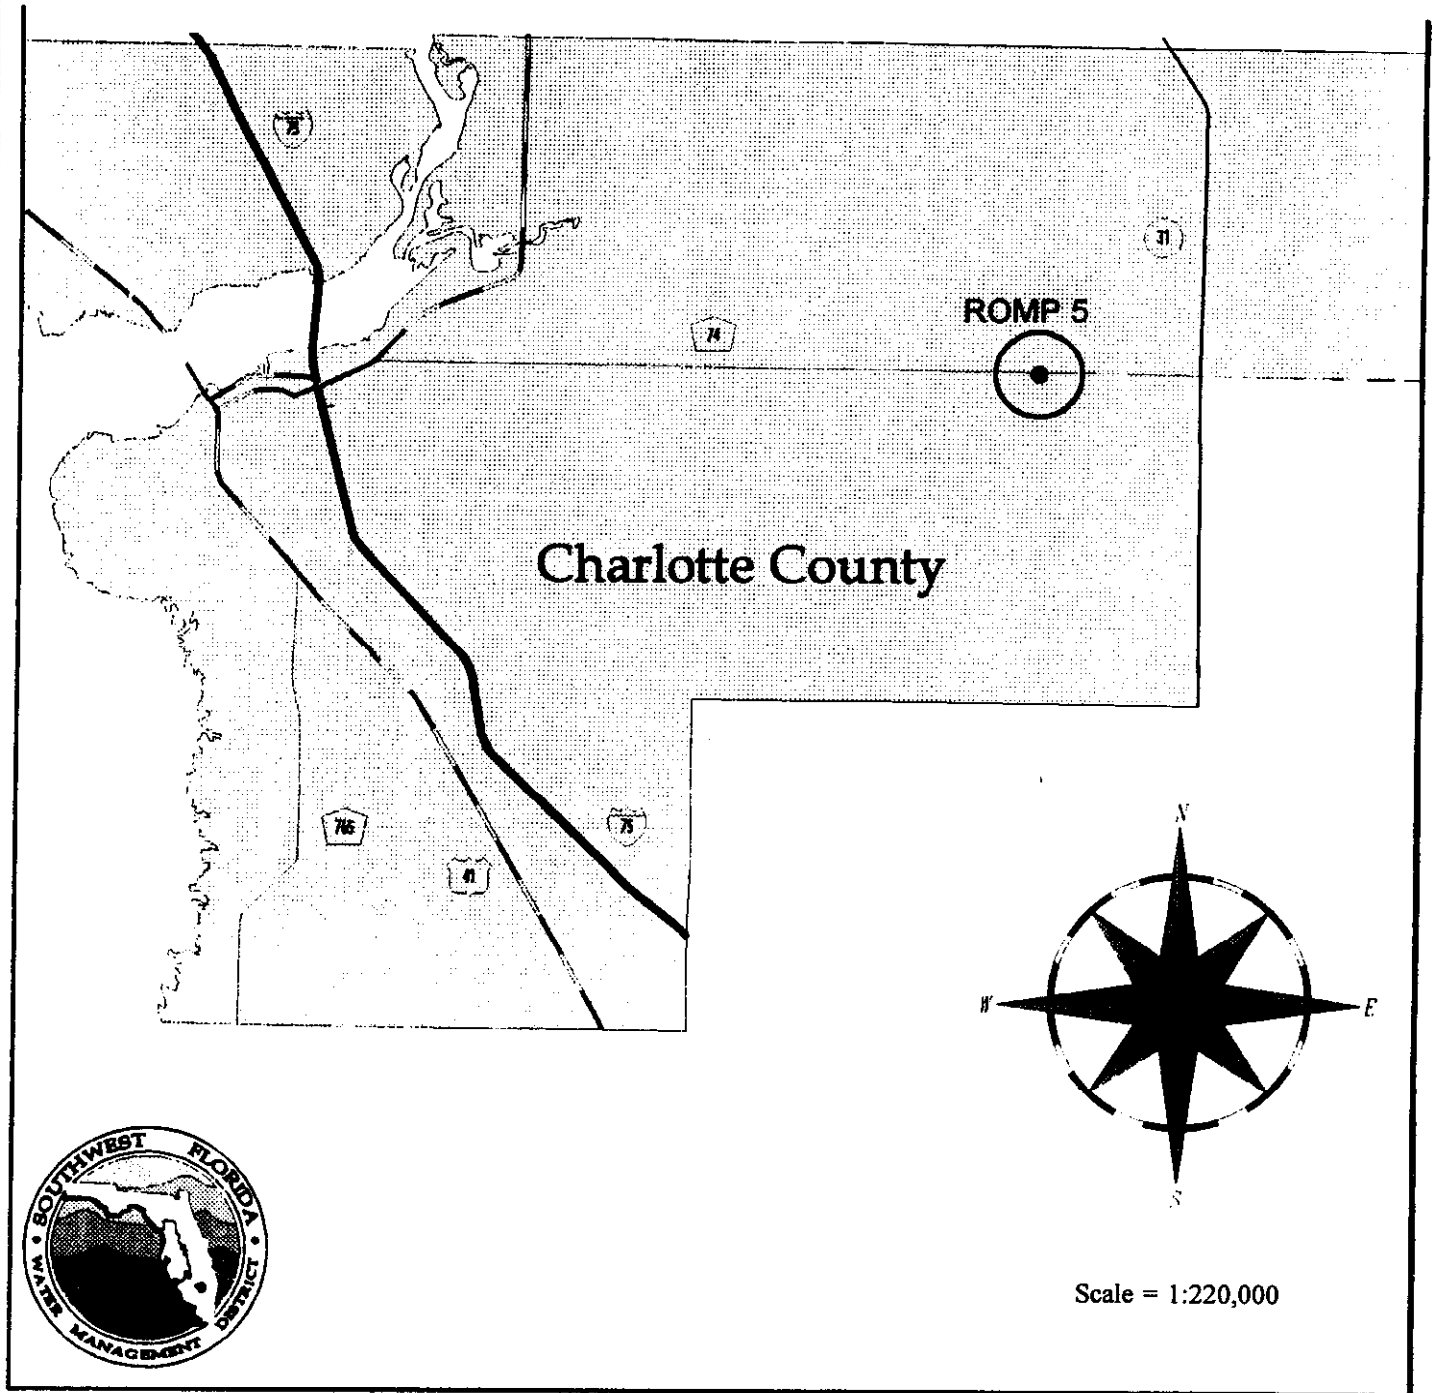 75
31
ROMP 5
74
Charlotte County
765
75
41
N
W
E
S
SOUTHWEST FLORIDA
WATER MANAGEMENT DISTRICT
Scale = 1:220,000